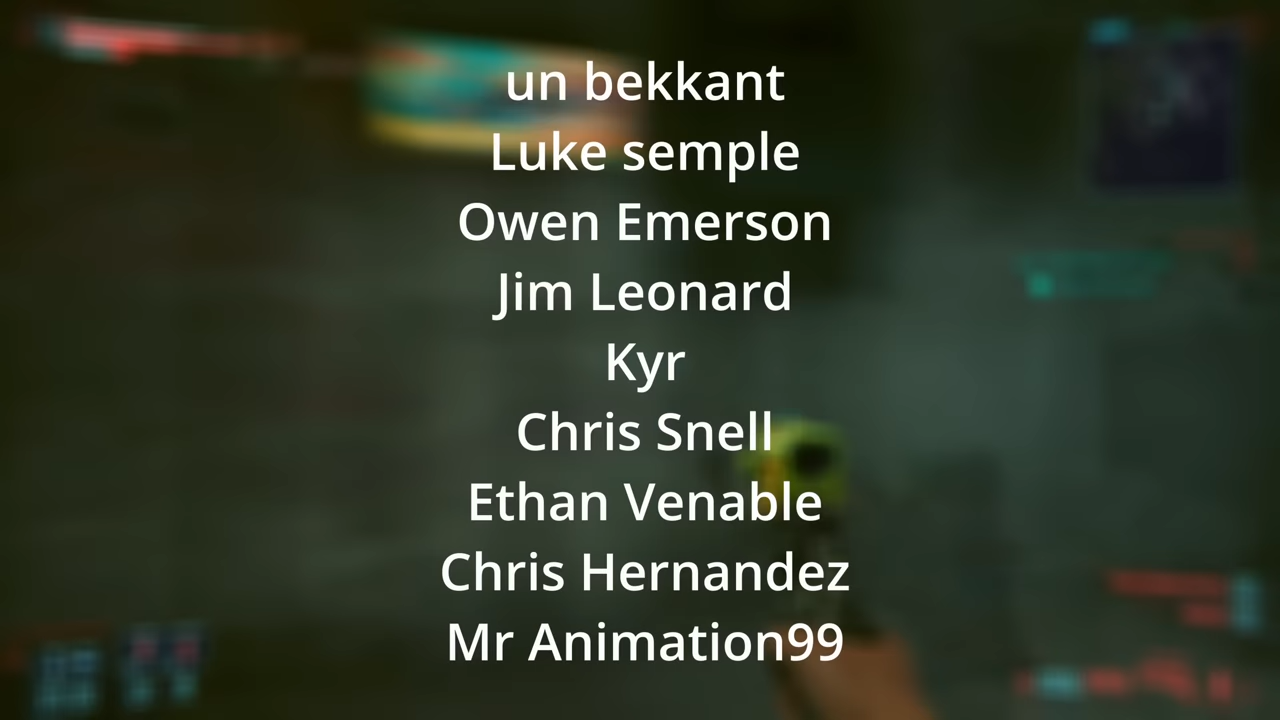 un bekkant
Luke semple
Owen Emerson
Jim Leonard
Kyr
Chris Snell
Ethan Venable
Chris Hernandez
Mr Animation99